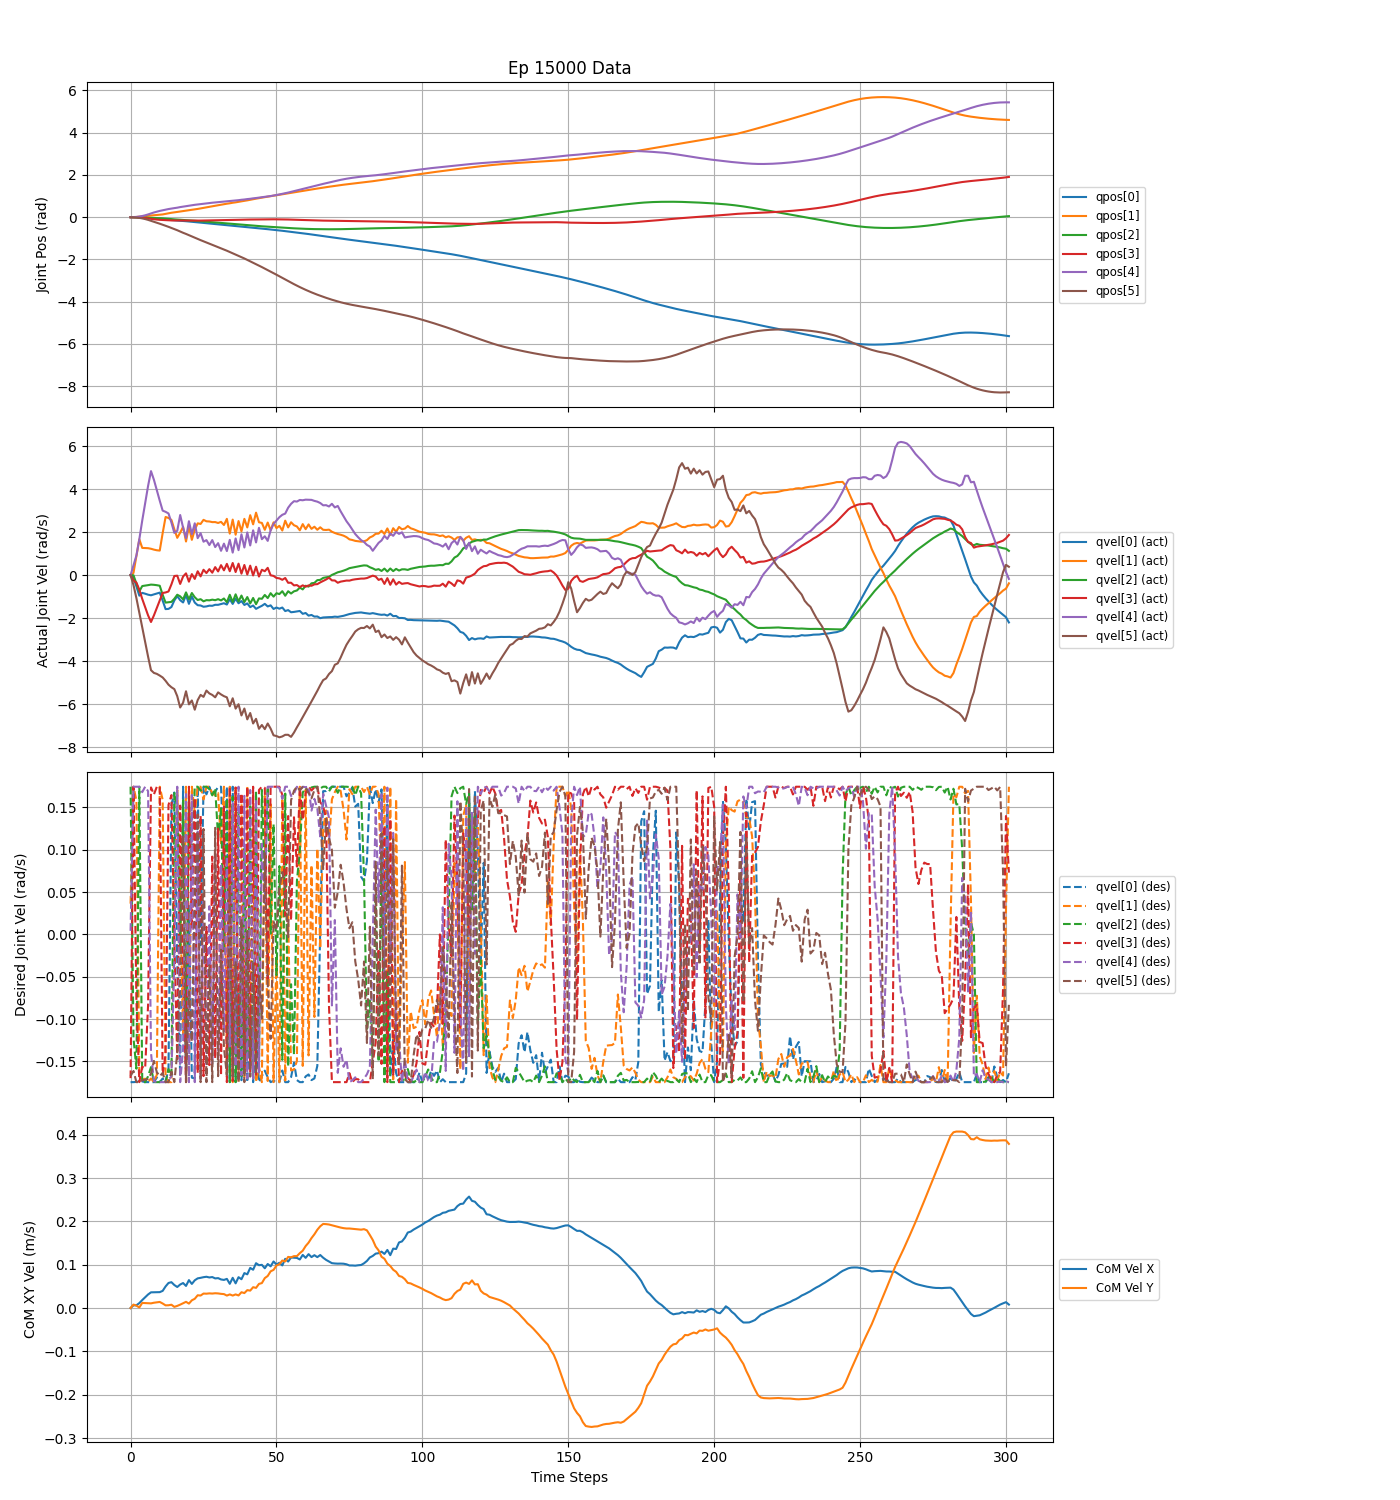 Ep 15000 Data
Joint Pos (rad)
6
4
2
0
−2
−4
−6
−8
qpos[0]
qpos[1]
qpos[2]
qpos[3]
qpos[4]
qpos[5]
Actual Joint Vel (rad/s)
6
4
2
0
−2
−4
−6
−8
qvel[0] (act)
qvel[1] (act)
qvel[2] (act)
qvel[3] (act)
qvel[4] (act)
qvel[5] (act)
Desired Joint Vel (rad/s)
0.15
0.10
0.05
0.00
−0.05
−0.10
−0.15
qvel[0] (des)
qvel[1] (des)
qvel[2] (des)
qvel[3] (des)
qvel[4] (des)
qvel[5] (des)
CoM XY Vel (m/s)
0.4
0.3
0.2
0.1
0.0
−0.1
−0.2
−0.3
CoM Vel X
CoM Vel Y
0 50 100 150 200 250 300
Time Steps